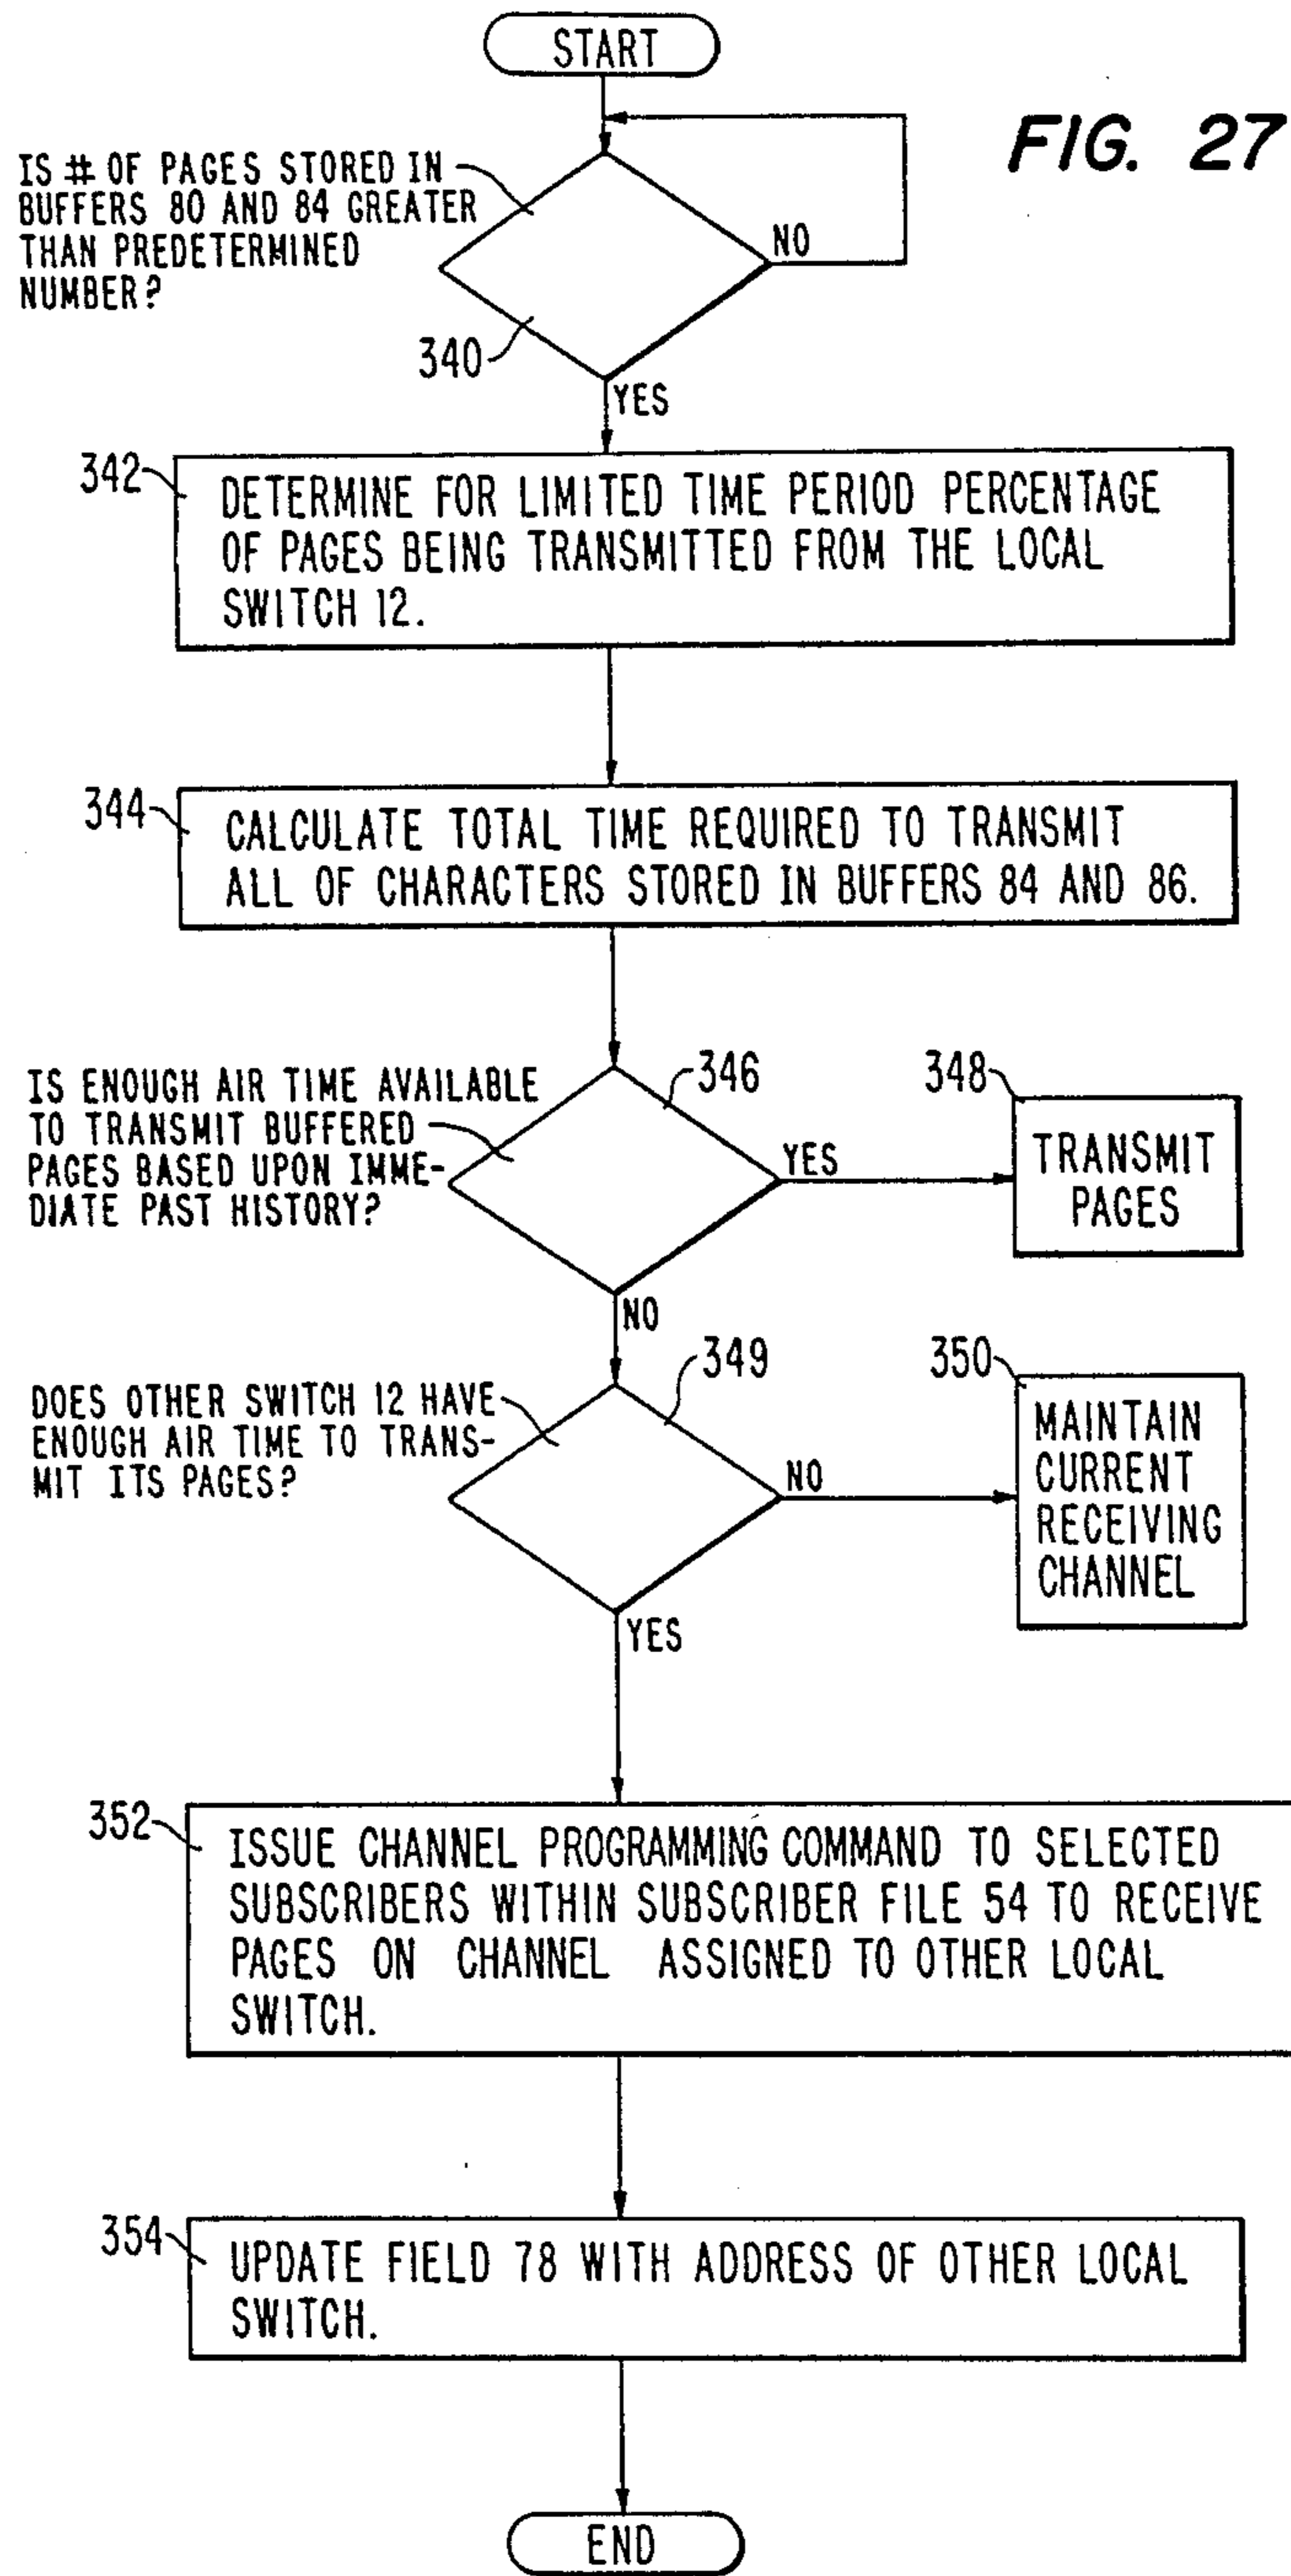 START
FIG. 27
IS # OF PAGES STORED IN
BUFFERS 80 AND 84 GREATER
THAN PREDETERMINED
NUMBER?
NO
340
YES
342
DETERMINE FOR LIMITED TIME PERIOD PERCENTAGE
OF PAGES BEING TRANSMITTED FROM THE LOCAL
SWITCH 12.
344
CALCULATE TOTAL TIME REQUIRED TO TRANSMIT
ALL OF CHARACTERS STORED IN BUFFERS 84 AND 86.
IS ENOUGH AIR TIME AVAILABLE
TO TRANSMIT BUFFERED
PAGES BASED UPON IMME-
DIATE PAST HISTORY?
346
YES
348
TRANSMIT
PAGES
NO
DOES OTHER SWITCH 12 HAVE
ENOUGH AIR TIME TO TRANS-
MIT ITS PAGES?
349
NO
350
MAINTAIN
CURRENT
RECEIVING
CHANNEL
YES
352
ISSUE CHANNEL PROGRAMMING COMMAND TO SELECTED
SUBSCRIBERS WITHIN SUBSCRIBER FILE 54 TO RECEIVE
PAGES ON CHANNEL ASSIGNED TO OTHER LOCAL
SWITCH.
354
UPDATE FIELD 78 WITH ADDRESS OF OTHER LOCAL
SWITCH.
END